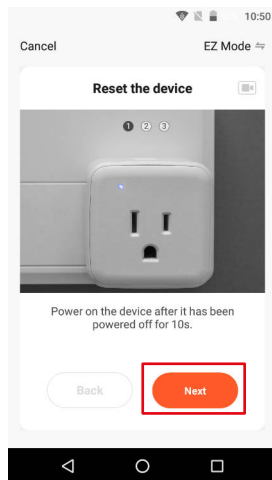 10:50
Cancel
EZ Mode
Reset the device
1 2 3
Power on the device after it has been
powered off for 10s.
Back
Next